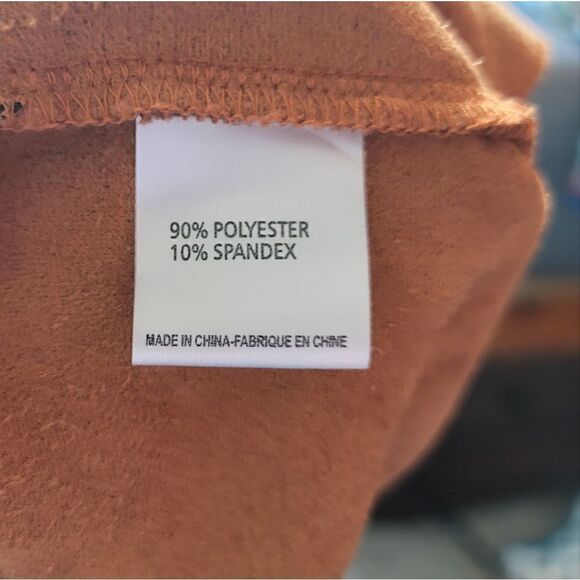 90% POLYESTER
10% SPANDEX
MADE IN CHINA-FABRIQUE EN CHINE